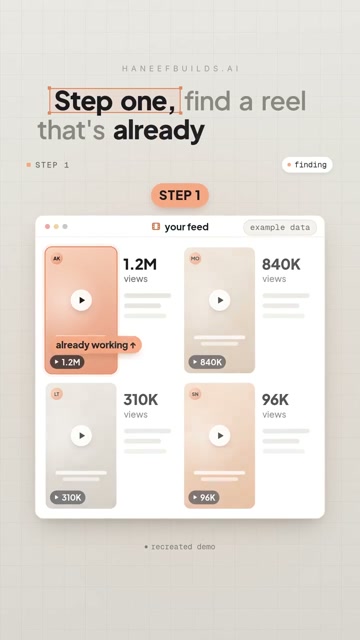 HANEEFBUILDS.AI
Step one, find a reel
that's already
STEP 1
finding
STEP 1
your feed
example data
AK
1.2M
views
already working ↑
1.2M
MO
840K
views
840K
LT
310K
views
310K
SN
96K
views
96K
recreated demo